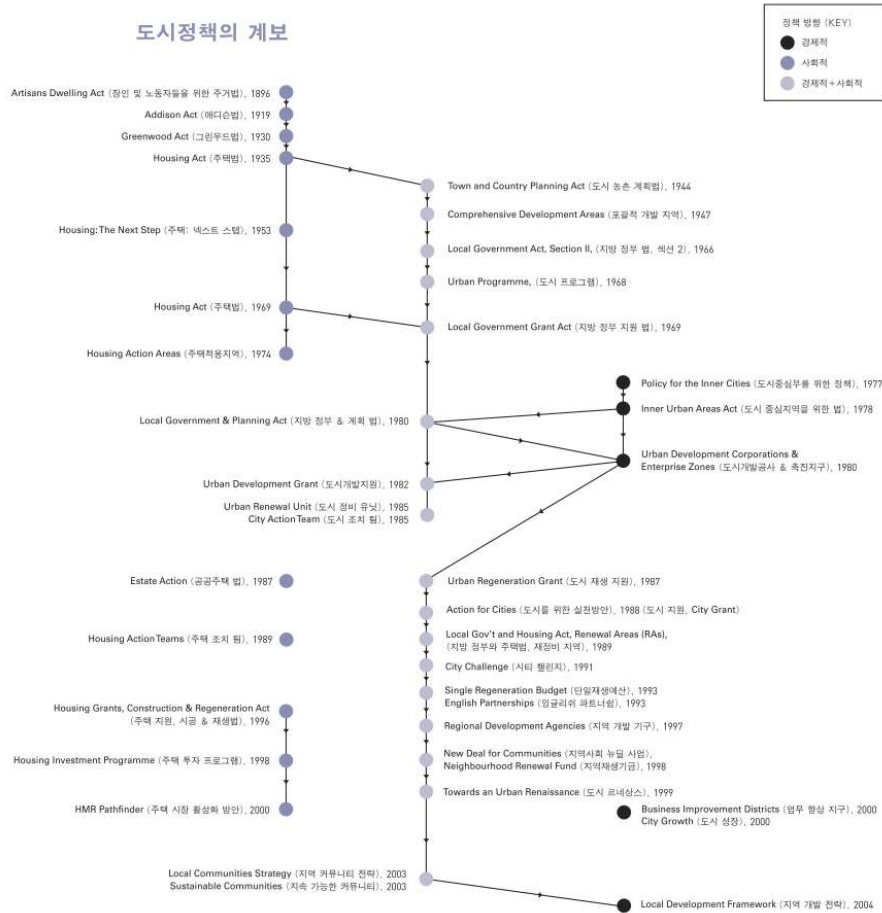 도시정책의 계보
정책 방향 (KEY)
경제적
사회적
경제적+사회적
Artisans Dwelling Act (장인 및 노동자들을 위한 주거법), 1896
Addison Act (애디슨법), 1919
Greenwood Act (그린우드법), 1930
Housing Act (주택법), 1935
Town and Country Planning Act (도시 농촌 계획법), 1944
Comprehensive Development Areas (포괄적 개발 지역), 1947
Housing: The Next Step (주택: 넥스트 스텝), 1953
Local Government Act, Section II, (지방 정부 법, 섹션 2), 1966
Urban Programme, (도시 프로그램), 1968
Housing Act (주택법), 1969
Local Government Grant Act (지방 정부 지원 법), 1969
Housing Action Areas (주택적용지역), 1974
Policy for the Inner Cities (도시중심부를 위한 정책), 1977
Inner Urban Areas Act (도시 중심지역을 위한 법), 1978
Local Government & Planning Act (지방 정부 & 계획 법), 1980
Urban Development Corporations &
Enterprise Zones (도시개발공사 & 촉진지구), 1980
Urban Development Grant (도시개발지원), 1982
Urban Renewal Unit (도시 정비 유닛), 1985
City Action Team (도시 조치 팀), 1985
Estate Action (공공주택 법), 1987
Urban Regeneration Grant (도시 재생 지원), 1987
Action for Cities (도시를 위한 실천방안), 1988 (도시 지원, City Grant)
Housing Action Teams (주택 조치 팀), 1989
Local Gov't and Housing Act, Renewal Areas (RAs),
(지방 정부와 주택법, 재정비 지역), 1989
City Challenge (시티 챌린지), 1991
Single Regeneration Budget (단일재생예산), 1993
English Partnerships (잉글리쉬 파트너쉽), 1993
Housing Grants, Construction & Regeneration Act
(주택 지원, 시공 & 재생법), 1996
Regional Development Agencies (지역 개발 기구), 1997
New Deal for Communities (지역사회 뉴딜 사업),
Neighbourhood Renewal Fund (지역재생기금), 1998
Housing Investment Programme (주택 투자 프로그램), 1998
Towards an Urban Renaissance (도시 르네상스), 1999
HMR Pathfinder (주택 시장 활성화 방안), 2000
Business Improvement Districts (업무 향상 지구), 2000
City Growth (도시 성장), 2000
Local Communities Strategy (지역 커뮤니티 전략), 2003
Sustainable Communities (지속 가능한 커뮤니티), 2003
Local Development Framework (지역 개발 전략), 2004